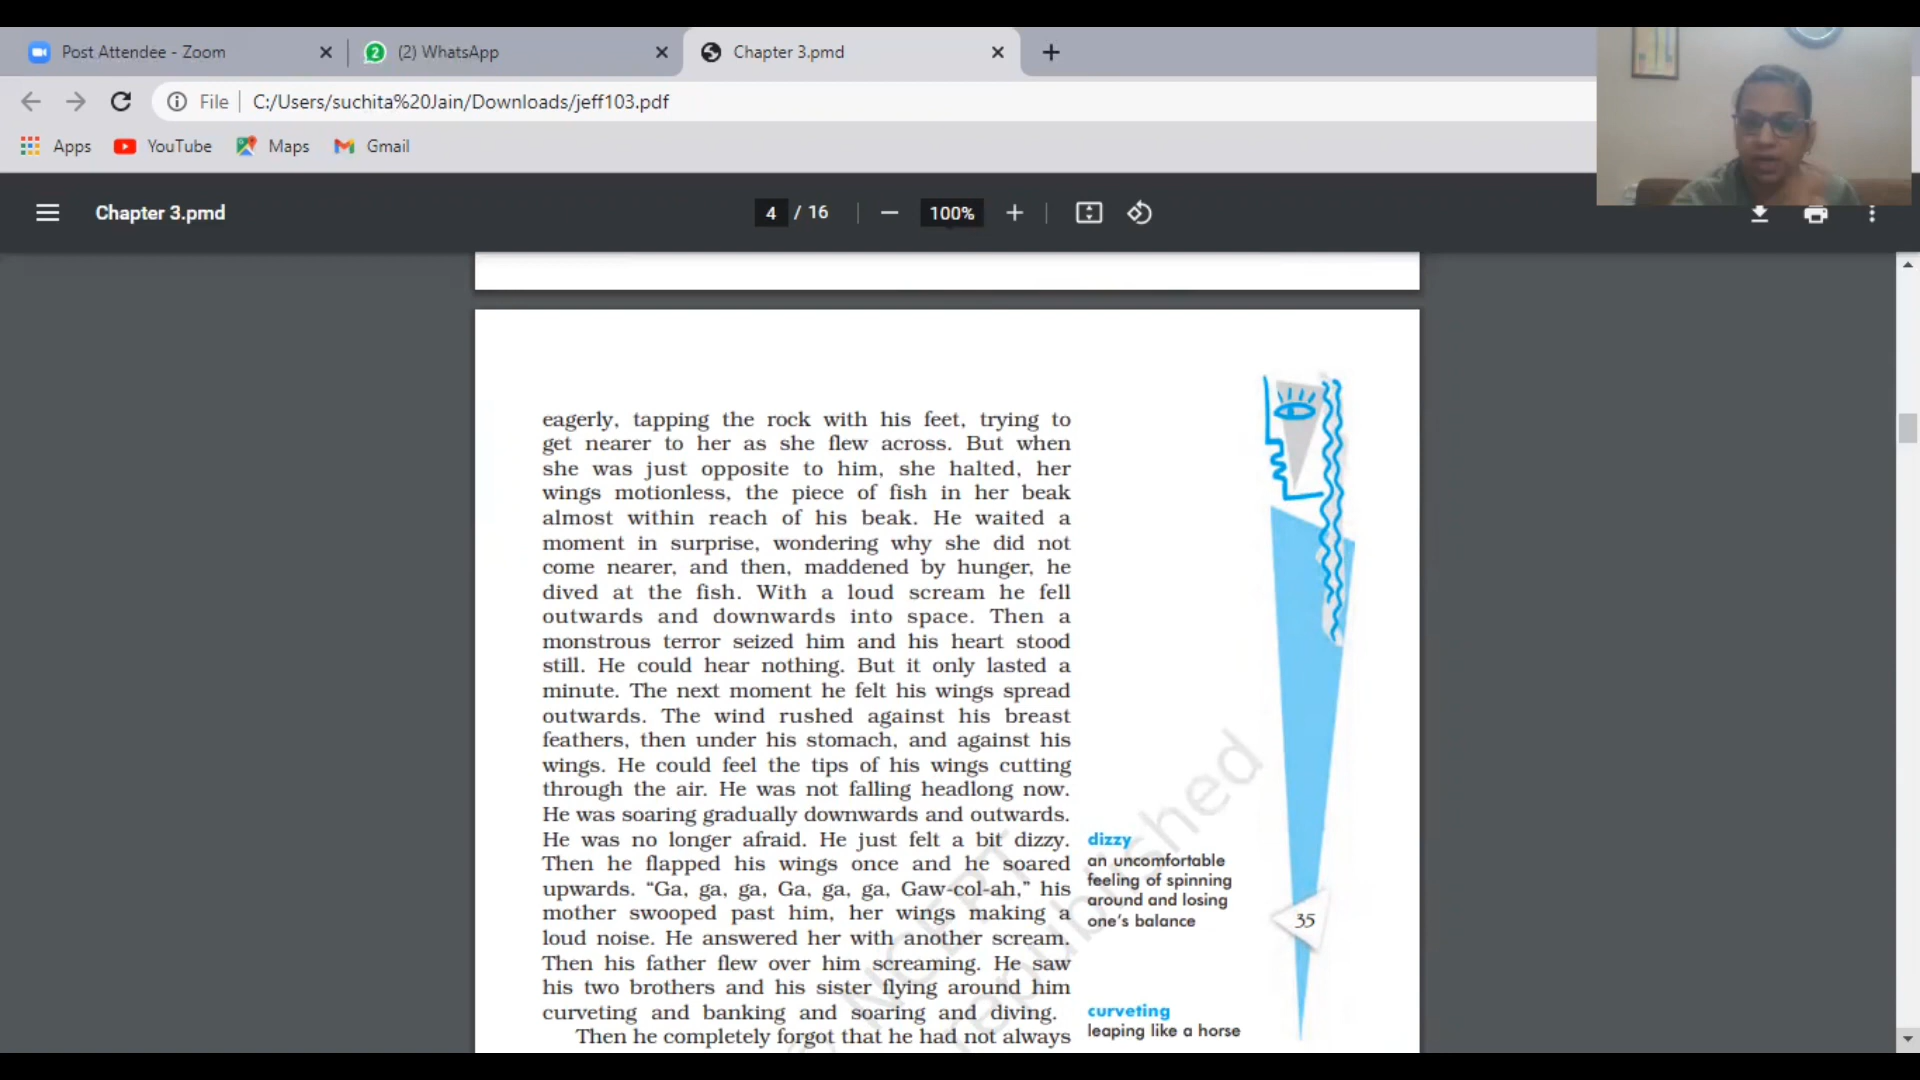 Post Attendee - Zoom
2
(2) WhatsApp
Chapter 3.pmd
File
C:/Users/suchita%20Jain/Downloads/jeff103.pdf
Apps
YouTube
Maps
Gmail
Chapter 3.pmd
4 / 16
100%
eagerly, tapping the rock with his feet, trying to
get nearer to her as she flew across. But when
she was just opposite to him, she halted, her
wings motionless, the piece of fish in her beak
almost within reach of his beak. He waited a
moment in surprise, wondering why she did not
come nearer, and then, maddened by hunger, he
dived at the fish. With a loud scream he fell
outwards and downwards into space. Then a
monstrous terror seized him and his heart stood
still. He could hear nothing. But it only lasted a
minute. The next moment he felt his wings spread
outwards. The wind rushed against his breast
feathers, then under his stomach, and against his
wings. He could feel the tips of his wings cutting
through the air. He was not falling headlong now.
He was soaring gradually downwards and outwards.
He was no longer afraid. He just felt a bit dizzy.
Then he flapped his wings once and he soared
upwards. “Ga, ga, ga, Ga, ga, ga, Gaw-col-ah,” his
mother swooped past him, her wings making a
loud noise. He answered her with another scream.
Then his father flew over him screaming. He saw
his two brothers and his sister flying around him
curveting and banking and soaring and diving.
Then he completely forgot that he had not always
dizzy
an uncomfortable
feeling of spinning
around and losing
one’s balance
curveting
leaping like a horse
35
NCERT
republished